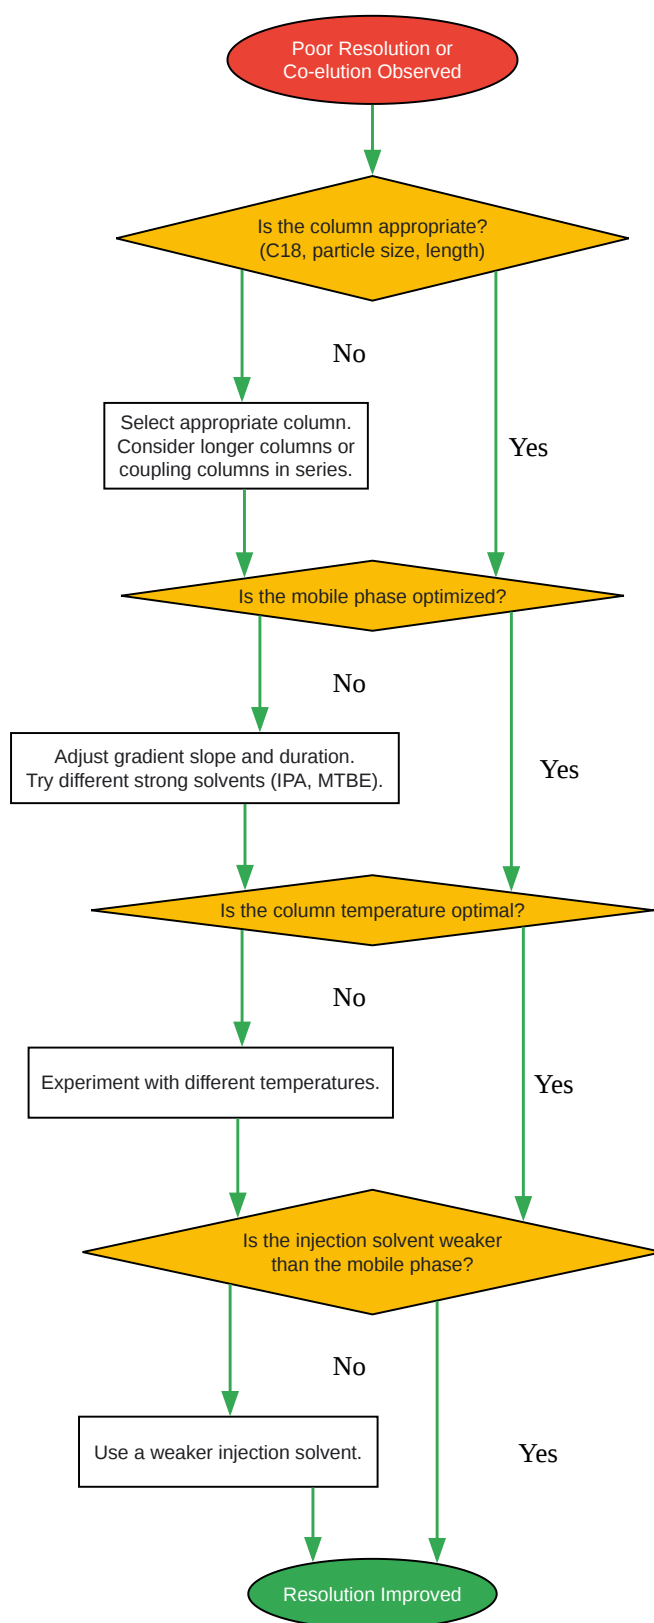 Poor Resolution or
Co-elution Observed
Is the column appropriate?
(C18, particle size, length)
No
Select appropriate column.
Consider longer columns or
coupling columns in series.
Yes
Is the mobile phase optimized?
No
Adjust gradient slope and duration.
Try different strong solvents (IPA, MTBE).
Yes
Is the column temperature optimal?
No
Experiment with different temperatures.
Yes
Is the injection solvent weaker
than the mobile phase?
No
Use a weaker injection solvent.
Yes
Resolution Improved